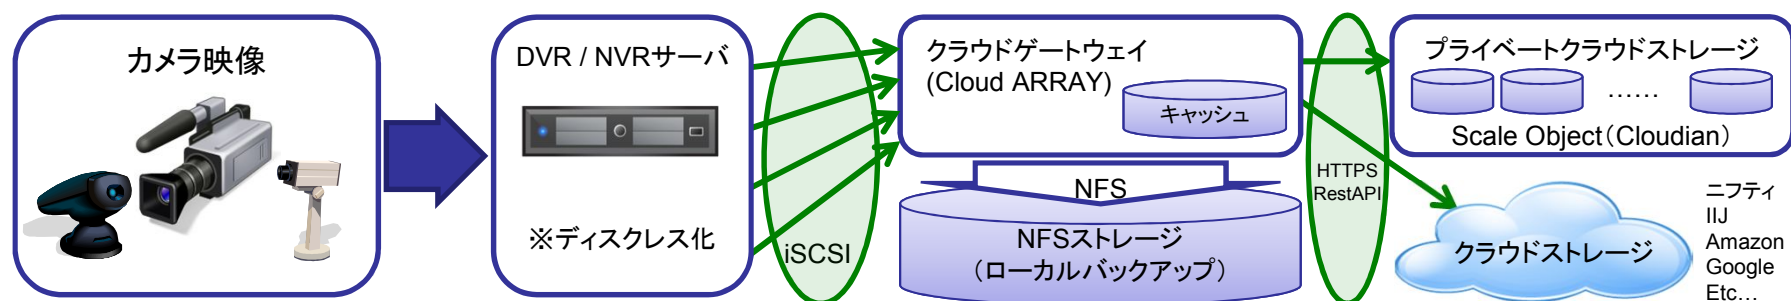 カメラ映像
DVR / NVRサーバ
※ディスクレス化
iSCSI
クラウドゲートウェイ
(Cloud ARRAY)
キャッシュ
NFS
NFSストレージ
（ローカルバックアップ）
HTTPS
RestAPI
プライベートクラウドストレージ
……
Scale Object（Cloudian）
クラウドストレージ
ニフティ
IIJ
Amazon
Google
Etc…